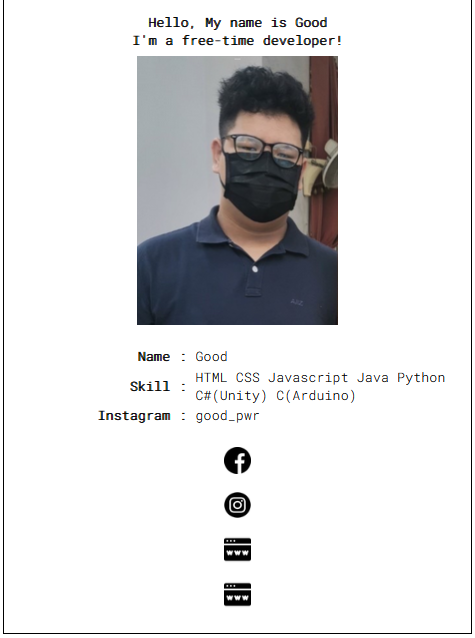 Hello, My name is Good
I'm a free-time developer!
Name : Good
Skill : HTML CSS Javascript Java Python
C#(Unity) C(Arduino)
Instagram : good_pwr
WWW
WWW